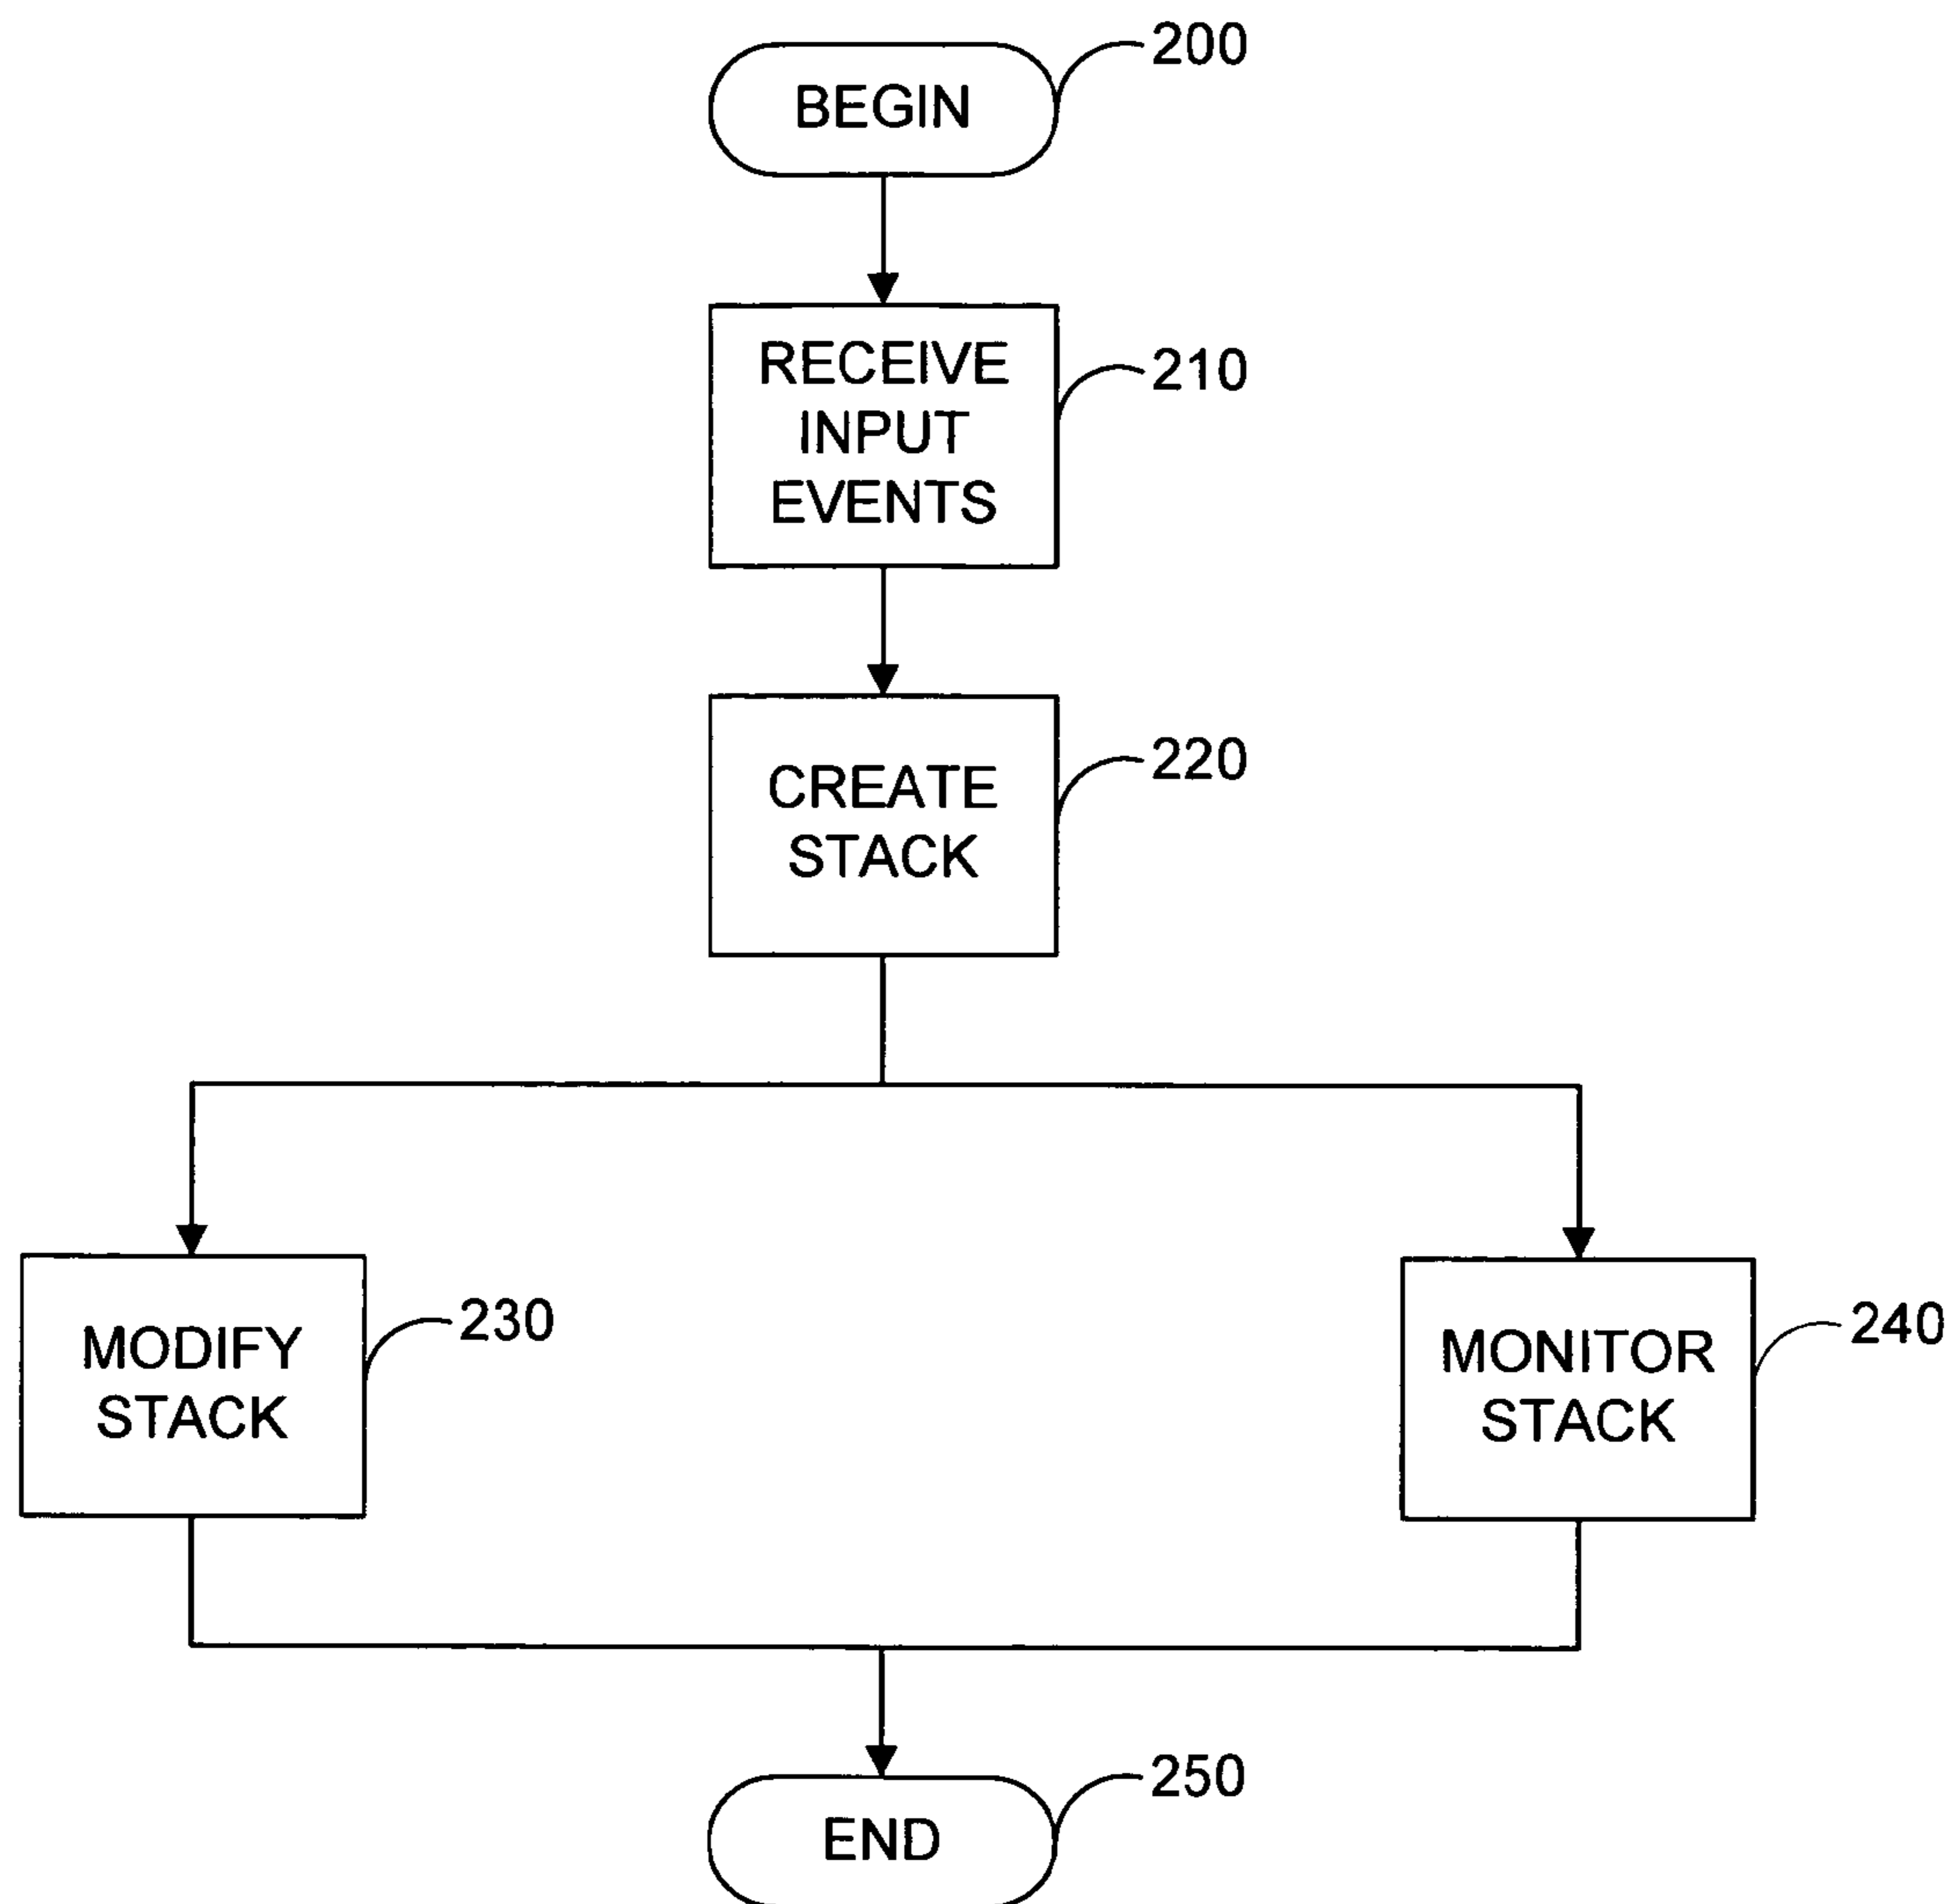 200
BEGIN
RECEIVE
INPUT
EVENTS
210
CREATE
STACK
220
MODIFY
STACK
230
MONITOR
STACK
240
END
250